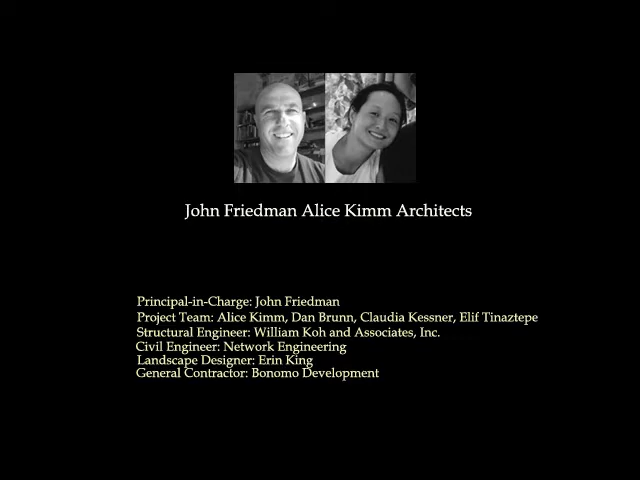 John Friedman Alice Kimm Architects
Principal-in-Charge: John Friedman
Project Team: Alice Kimm, Dan Brunn, Claudia Kessner, Elif Tinaztepe
Structural Engineer: William Koh and Associates, Inc.
Civil Engineer: Network Engineering
Landscape Designer: Erin King
General Contractor: Bonomo Development